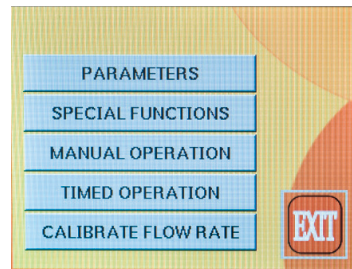 PARAMETERS
SPECIAL FUNCTIONS
MANUAL OPERATION
TIMED OPERATION
CALIBRATE FLOW RATE
EXIT